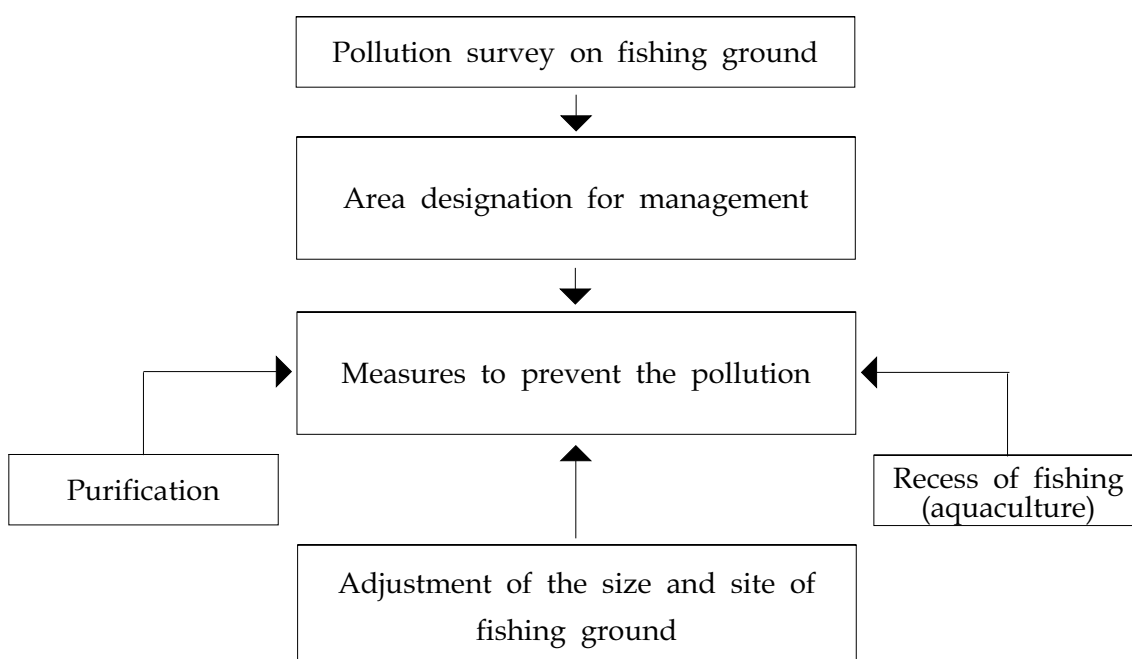 Pollution survey on fishing ground
Area designation for management
Measures to prevent the pollution
Purification
Recess of fishing
(aquaculture)
Adjustment of the size and site of
fishing ground